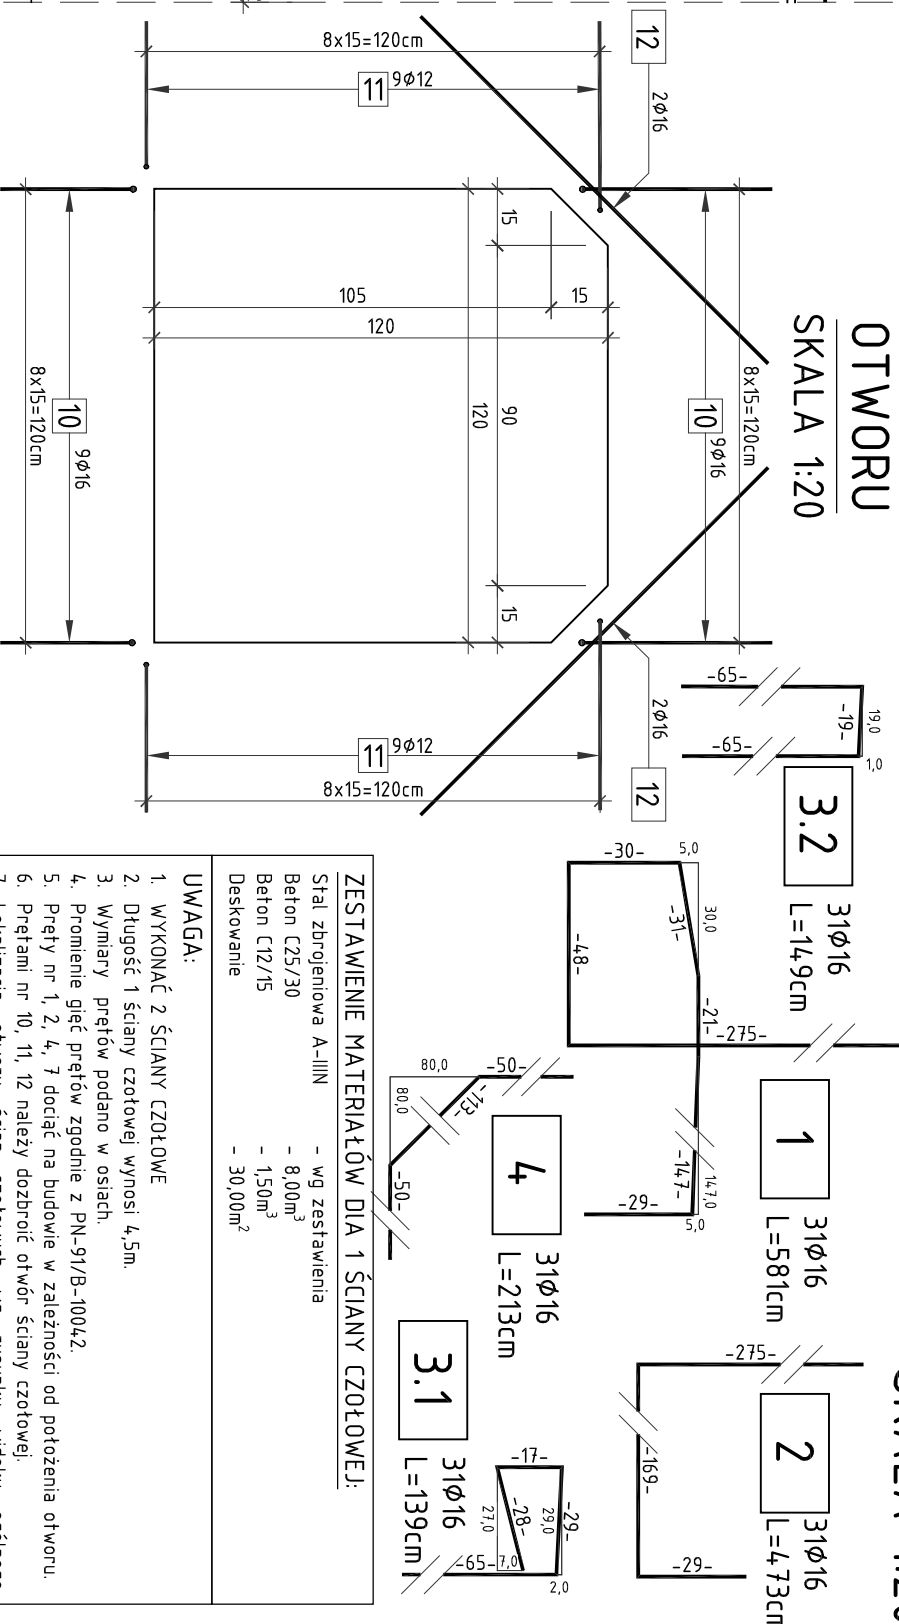 OTWORU
SKALA 1:20
12
2ø16
8x15=120cm
11
9ø12
8x15=120cm
10
9ø16
15
90
15
120
105
15
120
10
9ø16
8x15=120cm
12
2ø16
11
9ø12
8x15=120cm
-65-
-19-
19,0
-65-
1,0
3.2
31ø16
L=149cm
-30-
5,0
30,0
-31-
-48-
-21-
-275-
-147-
147,0
-29-
5,0
1
31ø16
L=581cm
-275-
-169-
-29-
2
31ø16
L=473cm
80,0
80,0
-50-
-113-
-50-
4
31ø16
L=213cm
3.1
31ø16
L=139cm
-17-
-28-
27,0
29,0
-29-
-65-
7,0
2,0
ZESTAWIENIE MATERIAŁÓW DLA 1 ŚCIANY CZOŁOWEJ:
Stal zbrojeniowa A-IIIN - wg zestawienia
Beton C25/30 - 8,00m³
Beton C12/15 - 1,50m³
Deskowanie - 30,00m²
UWAGA:
1. WYKONAĆ 2 ŚCIANY CZOŁOWE
2. Długość 1 ściany czołowej wynosi 4,5m.
3. Wymiary prętów podano w osiach.
4. Promienie gięć prętów zgodnie z PN-91/B-10042.
5. Pręty nr 1, 2, 4, 7 dociąć na budowie w zależności od położenia otworu.
6. Prętami nr 10, 11, 12 należy dozbroić otwór ściany czołowej.